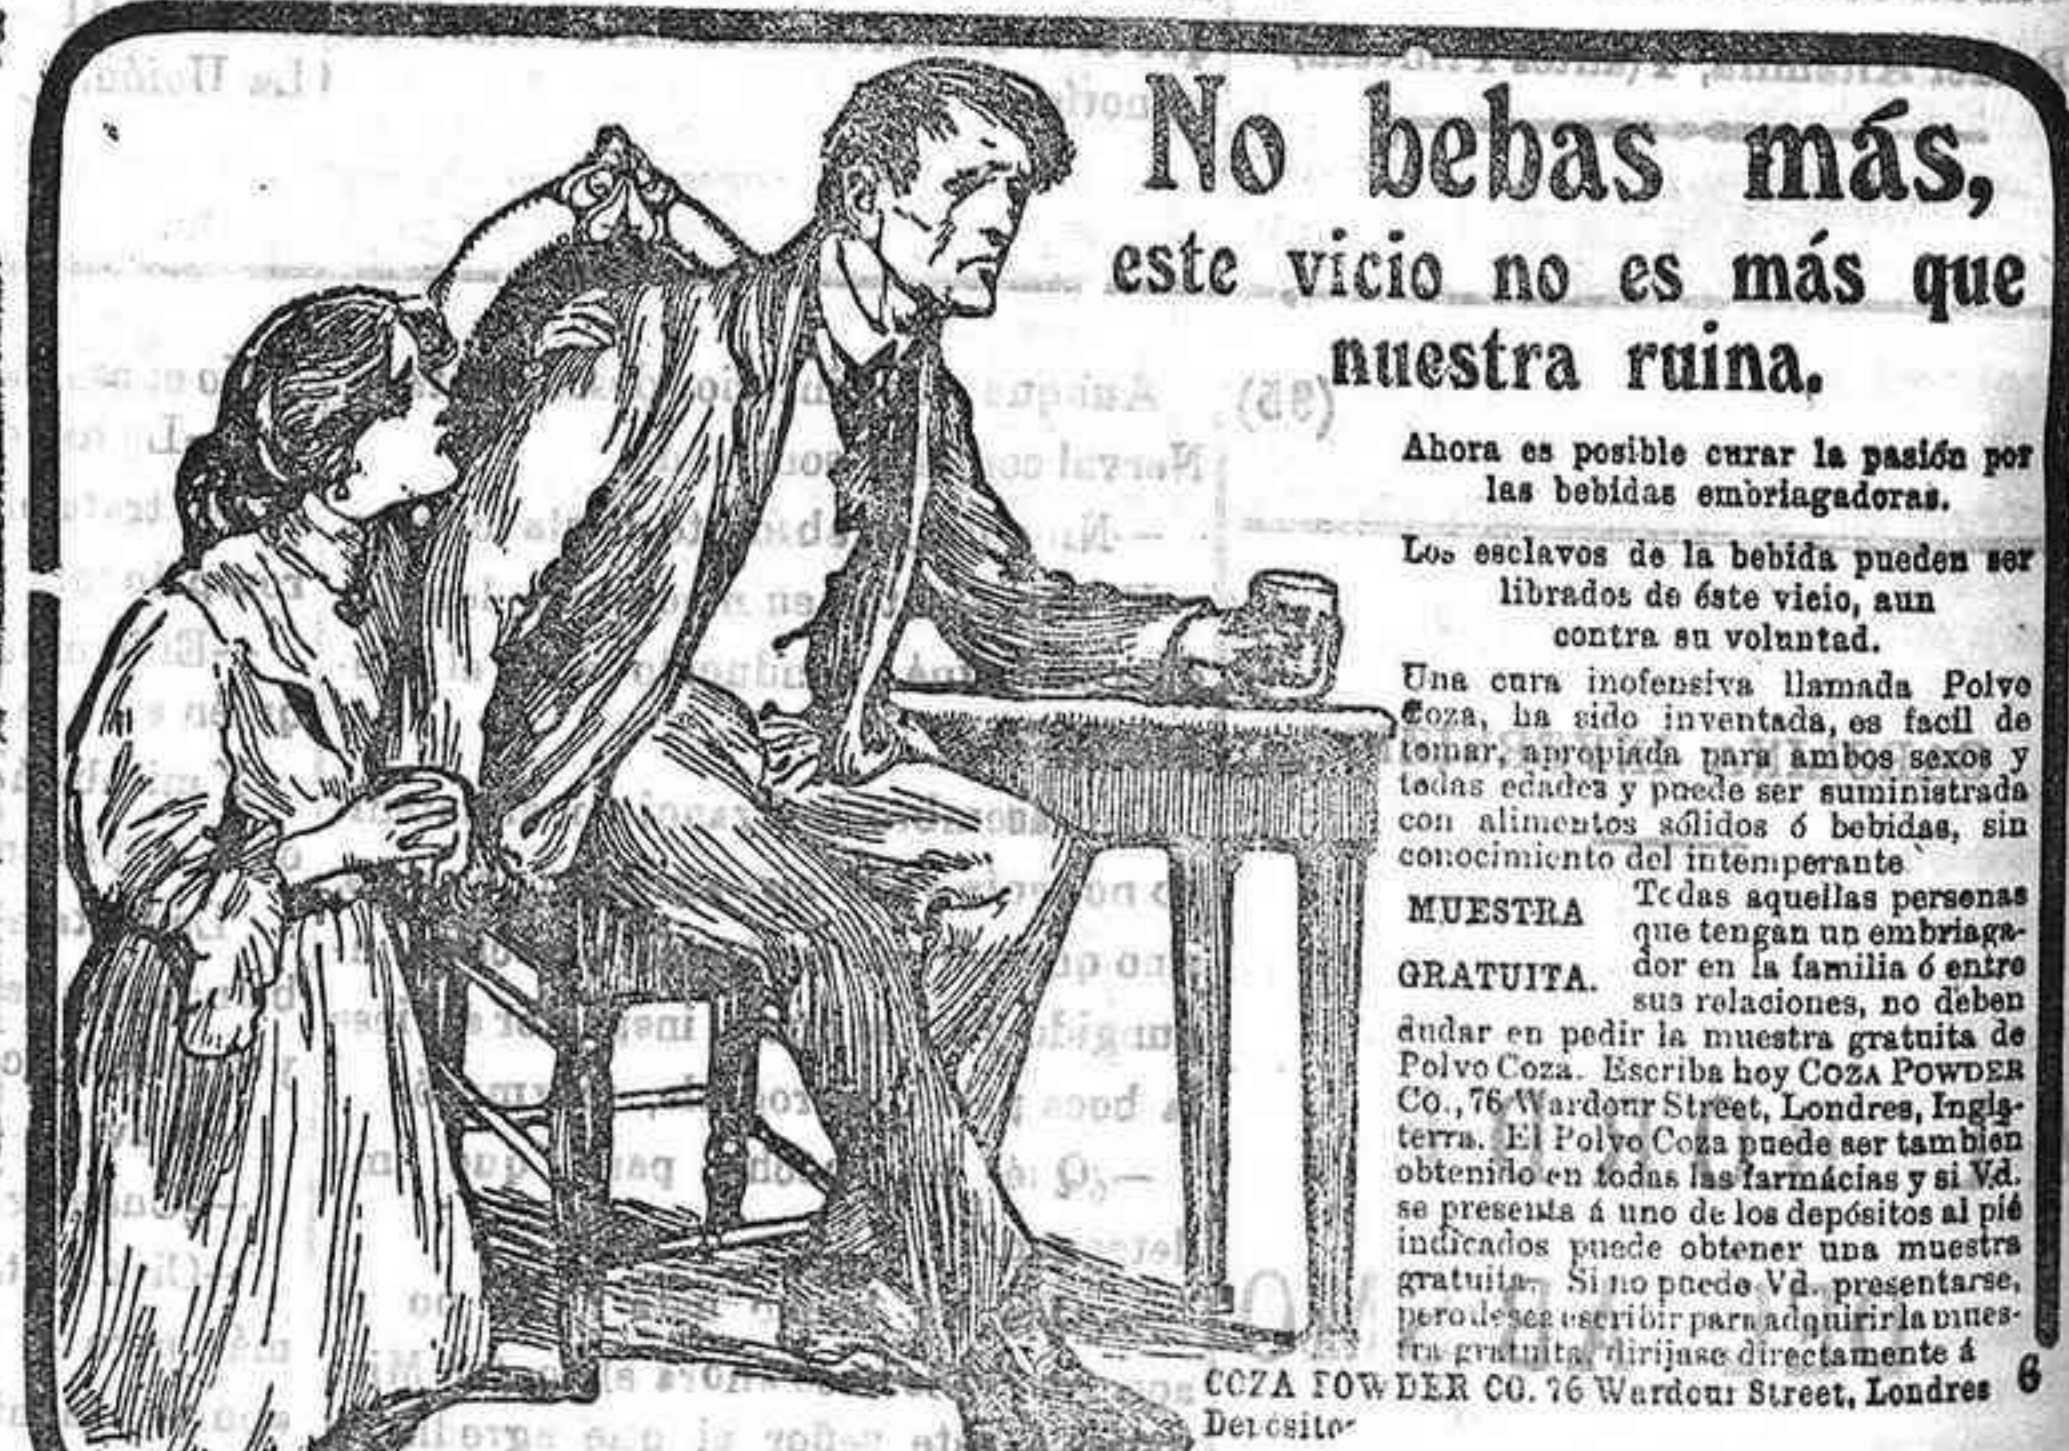 No bebas más,
este vicio no es más que
nuestra ruina.
Ahora es posible curar la pasión por
las bebidas embriagadoras.
Los esclavos de la bebida pueden ser
librados de éste vicio, aun
contra su voluntad.
Una cura inofensiva llamada Polvo
Coza, ha sido inventada, es facil de
tomar, apropiada para ambos sexos y
todas edades y puede ser suministrada
con alimentos sólidos ó bebidas, sin
conocimiento del intemperante
MUESTRA
GRATUITA.
Todas aquellas personas
que tengan un embriaga-
dor en la familia ó entre
sus relaciones, no deben
dudar en pedir la muestra gratuita de
Polvo Coza. Escriba hoy COZA POWDER
CO., 76 Wardour Street, Londres, Ingla-
terra. El Polvo Coza puede ser tambien
obtenido en todas las farmácias y si Vd.
se presenta á uno de los depósitos al pié
indicados puede obtener una muestra
gratuita. Si no puede Vd. presentarse,
pero desea escribir para adquirir la mues-
tra gratuita, dirijase directamente á
COZA POWDER CO. 76 Wardour Street, Londres 6